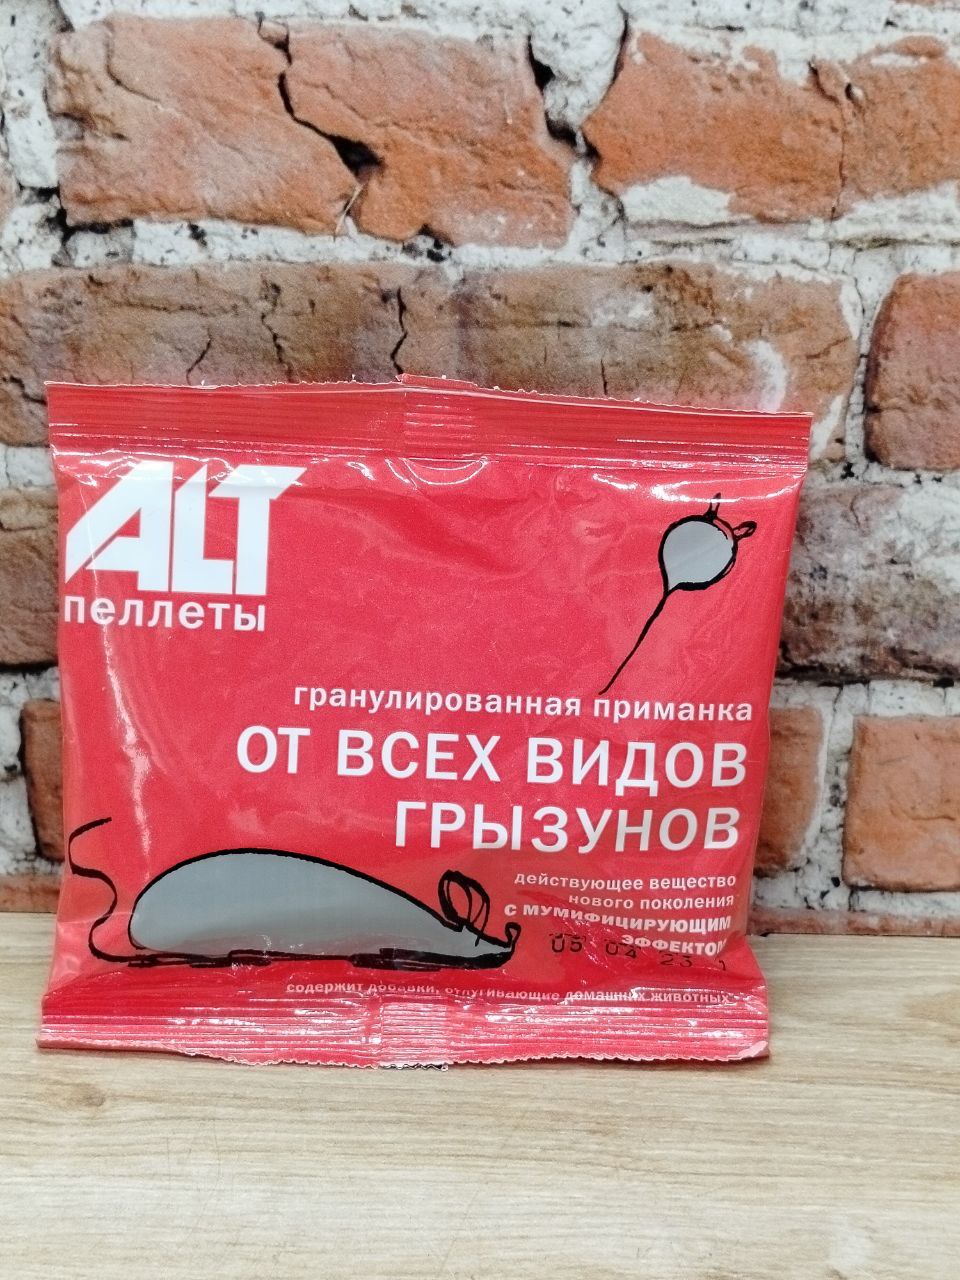 ALT
пеллеты
гранулированная приманка
ОТ ВСЕХ ВИДОВ
ГРЫЗУНОВ
действующее вещество
нового поколения
С МУМИФИЦИРУЮЩИМ
ЭФФЕКТОМ
05 04 23 1
содержит добавки, отпугивающие домашних животных